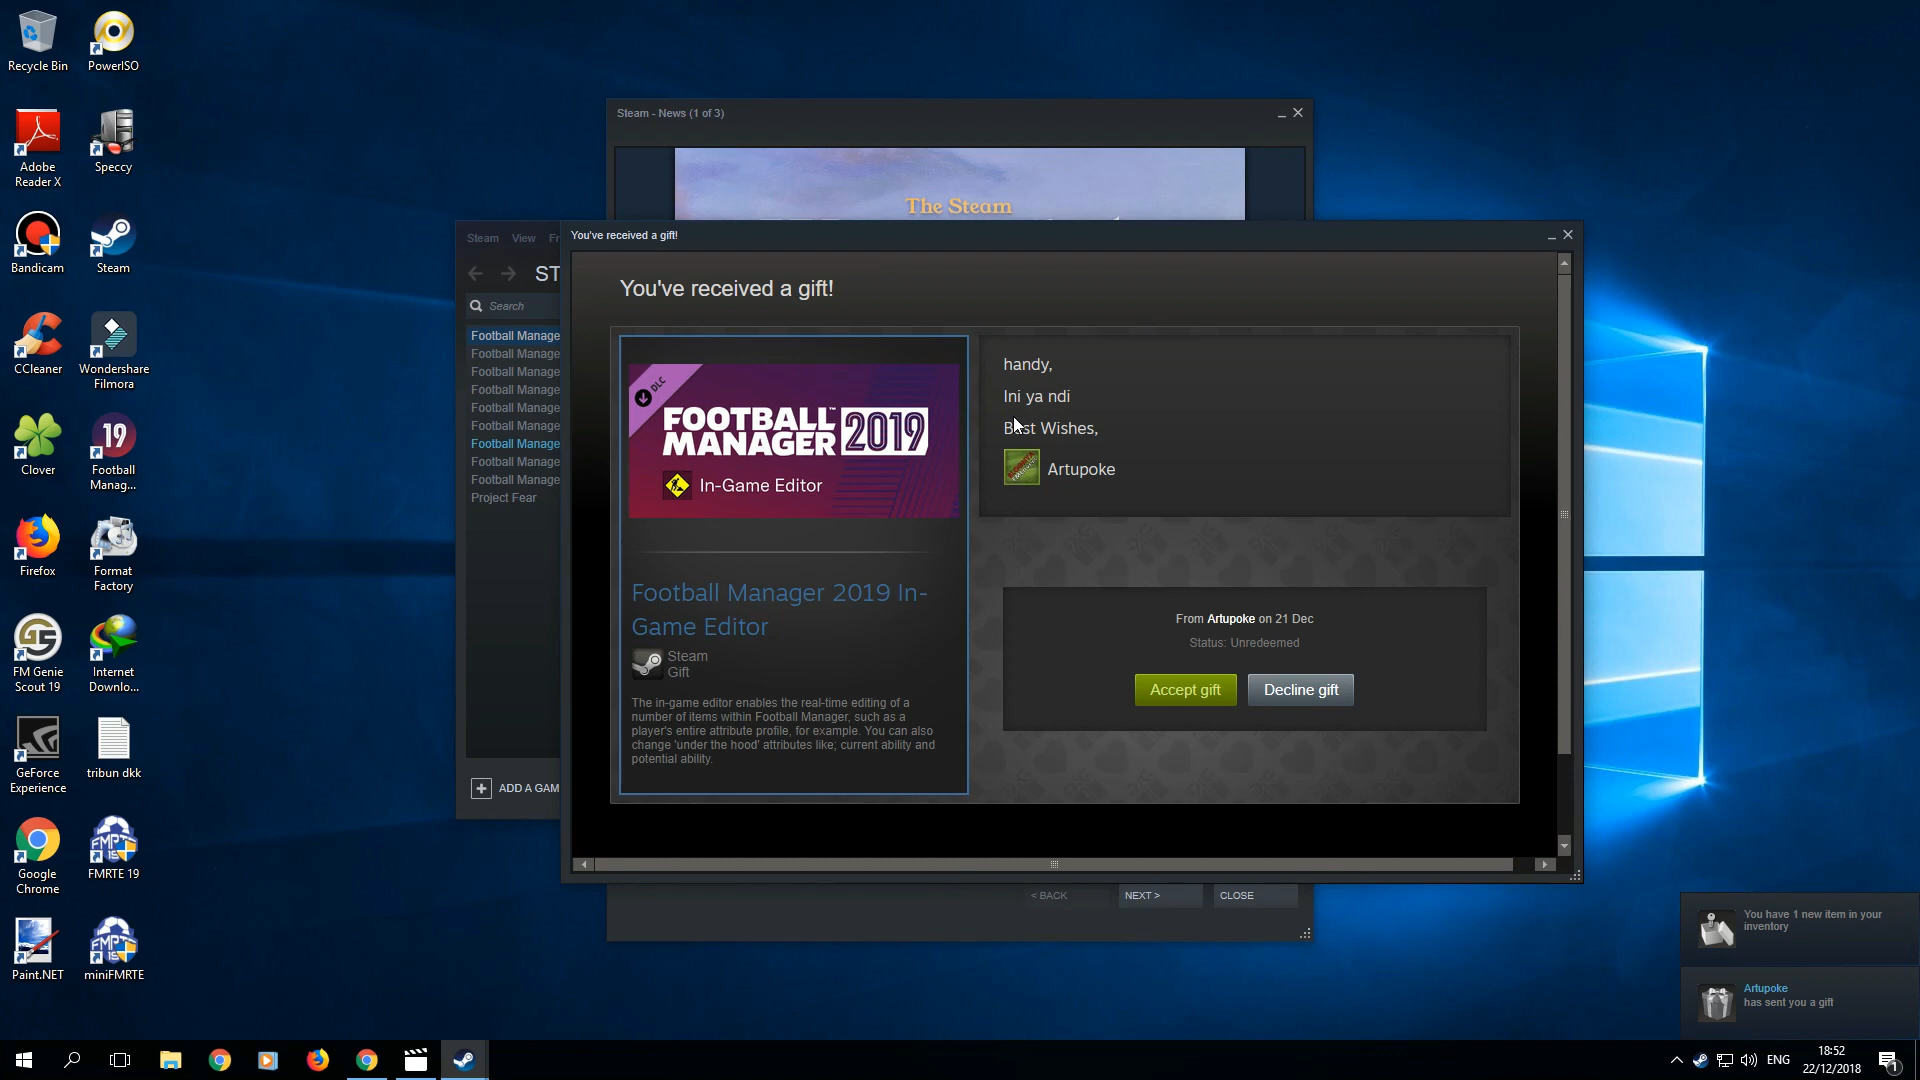 Recycle Bin
PowerISO
Adobe
Reader X
Speccy
Bandicam
Steam
CCleaner
Wondershare
Filmora
Clover
19
Football
Manag...
Firefox
Format
Factory
FM Genie
Scout 19
Internet
Downlo...
GeForce
Experience
tribun dkk
Google
Chrome
FMRTE 19
Paint.NET
miniFMRTE
Steam - News (1 of 3)
The Steam
Steam View Fr
ST
Search
Football Manage
Football Manage
Football Manage
Football Manage
Football Manage
Football Manage
Football Manage
Football Manage
Football Manage
Project Fear
ADD A GAM
You've received a gift!
You've received a gift!
DLC
FOOTBALL™
MANAGER 2019
In-Game Editor
Football Manager 2019 In-
Game Editor
Steam
Gift
The in-game editor enables the real-time editing of a
number of items within Football Manager, such as a
player's entire attribute profile, for example. You can also
change 'under the hood' attributes like; current ability and
potential ability.
handy,
Ini ya ndi
Best Wishes,
Artupoke
From Artupoke on 21 Dec
Status: Unredeemed
Accept gift Decline gift
< BACK NEXT > CLOSE
You have 1 new item in your
inventory
Artupoke
has sent you a gift
ENG
18:52
22/12/2018
1